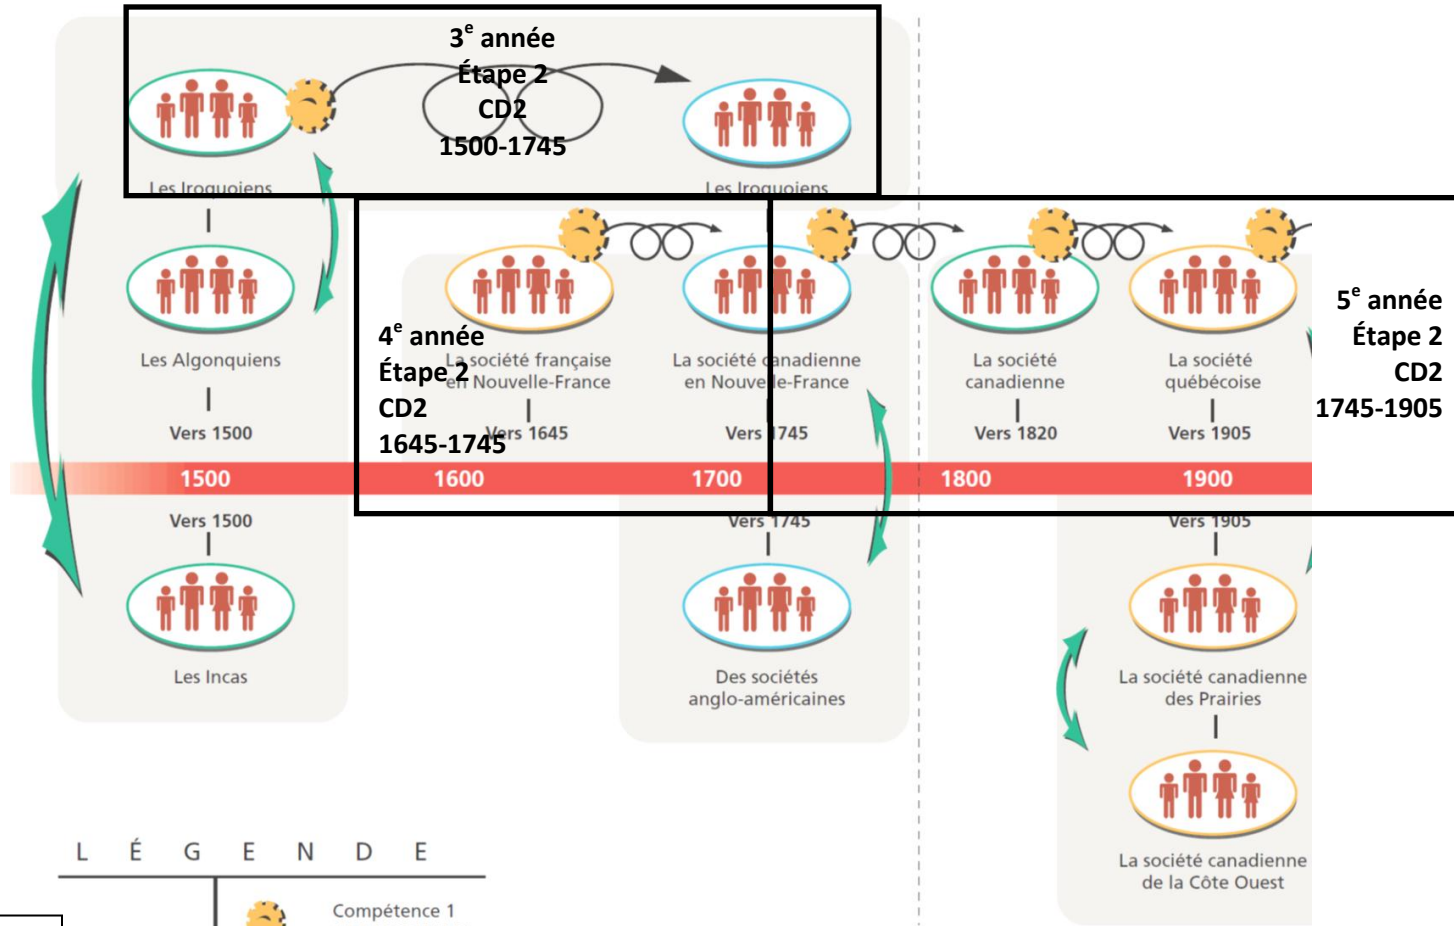 3e année
Étape 2
CD2
1500-1745
Les Iroquoiens
Les Iroquoiens
4e année
Étape 2
CD2
1645-1745
5e année
Étape 2
CD2
1745-1905
Les Algonquiens
Vers 1500
La société française
en Nouvelle-France
Vers 1645
La société canadienne
en Nouvelle-France
Vers 1745
La société
canadienne
Vers 1820
La société
québécoise
Vers 1905
1500
1600
1700
1800
1900
Vers 1500
Les Incas
Vers 1745
Des sociétés
anglo-américaines
Vers 1905
La société canadienne
des Prairies
La société canadienne
de la Côte Ouest
LÉGENDE
Compétence 1